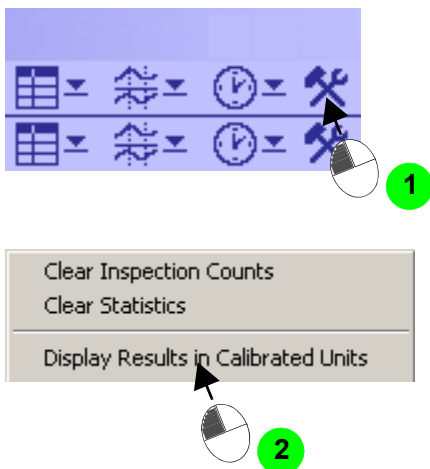 1
Clear Inspection Counts
Clear Statistics
Display Results in Calibrated Units
2